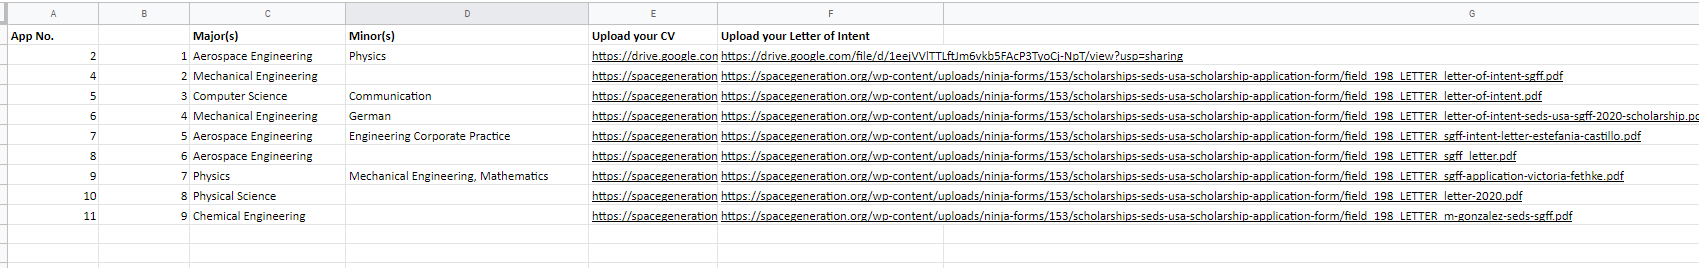 A B C D E F G
App No. Major(s) Minor(s) Upload your CV Upload your Letter of Intent
2 1 Aerospace Engineering Physics https://drive.google.com https://drive.google.com/file/d/1eejVVlTTLftJm6vkb5FAcP3TyoCj-NpT/view?usp=sharing
4 2 Mechanical Engineering https://spacegeneration https://spacegeneration.org/wp-content/uploads/ninja-forms/153/scholarships-seds-usa-scholarship-application-form/field_198_LETTER_letter-of-intent-sgff.pdf
5 3 Computer Science Communication https://spacegeneration https://spacegeneration.org/wp-content/uploads/ninja-forms/153/scholarships-seds-usa-scholarship-application-form/field_198_LETTER_letter-of-intent.pdf
6 4 Mechanical Engineering German https://spacegeneration https://spacegeneration.org/wp-content/uploads/ninja-forms/153/scholarships-seds-usa-scholarship-application-form/field_198_LETTER_letter-of-intent-seds-usa-sgff-2020-scholarship.pd
7 5 Aerospace Engineering Engineering Corporate Practice https://spacegeneration https://spacegeneration.org/wp-content/uploads/ninja-forms/153/scholarships-seds-usa-scholarship-application-form/field_198_LETTER_sgff-intent-letter-estefania-castillo.pdf
8 6 Aerospace Engineering https://spacegeneration https://spacegeneration.org/wp-content/uploads/ninja-forms/153/scholarships-seds-usa-scholarship-application-form/field_198_LETTER_sgff_letter.pdf
9 7 Physics Mechanical Engineering, Mathematics https://spacegeneration https://spacegeneration.org/wp-content/uploads/ninja-forms/153/scholarships-seds-usa-scholarship-application-form/field_198_LETTER_sgff-application-victoria-fethke.pdf
10 8 Physical Science https://spacegeneration https://spacegeneration.org/wp-content/uploads/ninja-forms/153/scholarships-seds-usa-scholarship-application-form/field_198_LETTER_letter-2020.pdf
11 9 Chemical Engineering https://spacegeneration https://spacegeneration.org/wp-content/uploads/ninja-forms/153/scholarships-seds-usa-scholarship-application-form/field_198_LETTER_m-gonzalez-seds-sgff.pdf